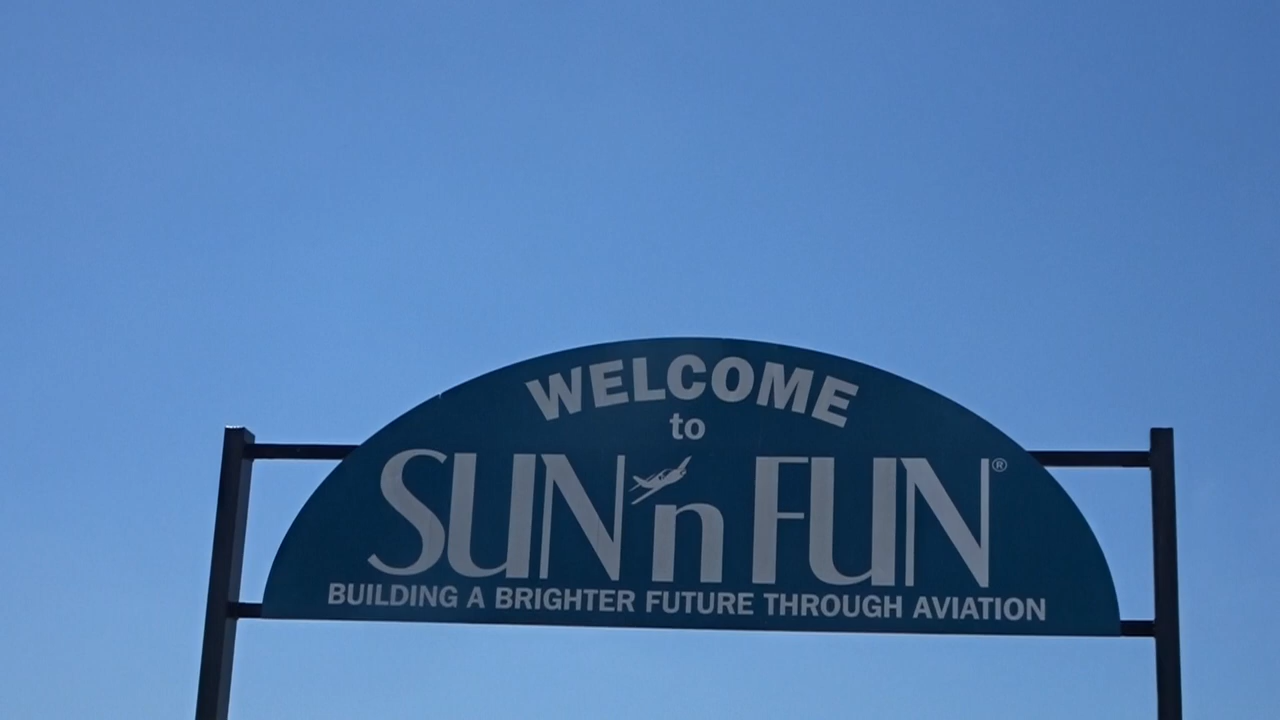 WELCOME
to
SUN 'n FUN®
BUILDING A BRIGHTER FUTURE THROUGH AVIATION